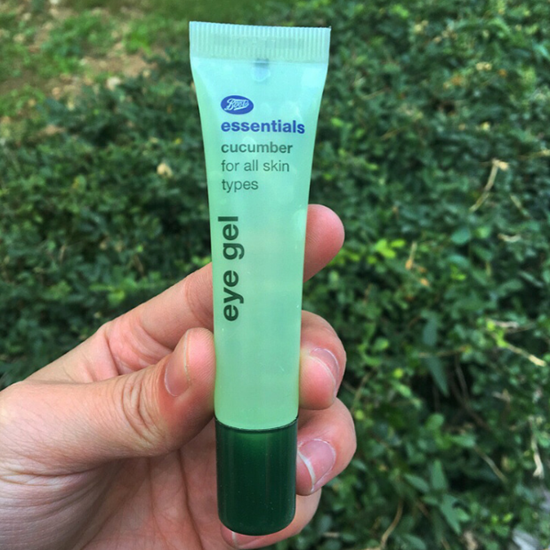 Boots
essentials
cucumber
for all skin
types
eye gel